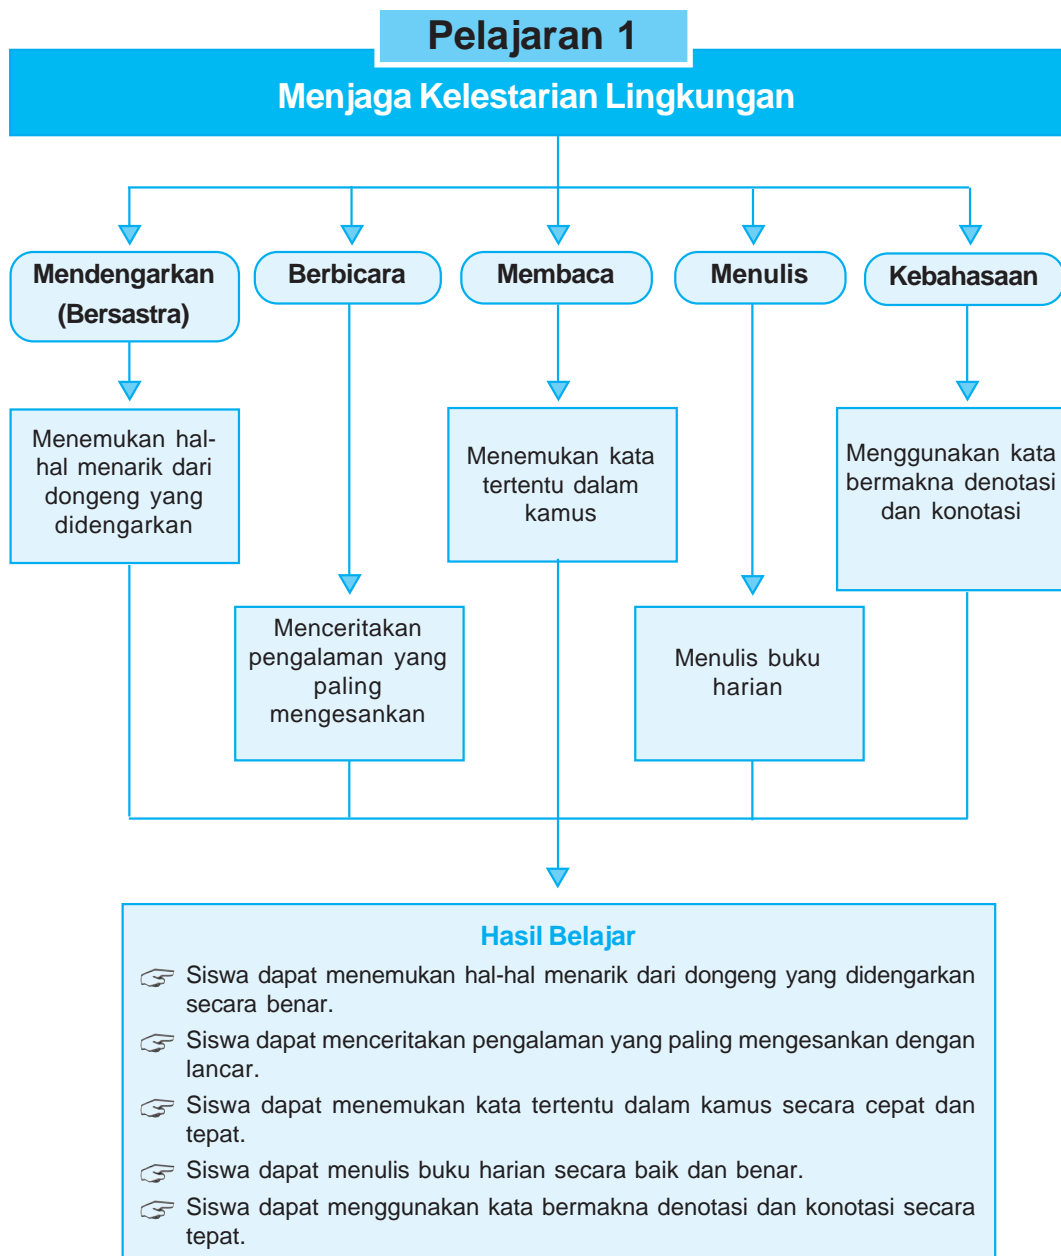 Pelajaran 1
Menjaga Kelestarian Lingkungan
Mendengarkan
(Bersastra)
Berbicara
Membaca
Menulis
Kebahasaan
Menemukan hal-
hal menarik dari
dongeng yang
didengarkan
Menemukan kata
tertentu dalam
kamus
Menggunakan kata
bermakna denotasi
dan konotasi
Menceritakan
pengalaman yang
paling
mengesankan
Menulis buku
harian
Hasil Belajar
Siswa dapat menemukan hal-hal menarik dari dongeng yang didengarkan
secara benar.
Siswa dapat menceritakan pengalaman yang paling mengesankan dengan
lancar.
Siswa dapat menemukan kata tertentu dalam kamus secara cepat dan
tepat.
Siswa dapat menulis buku harian secara baik dan benar.
Siswa dapat menggunakan kata bermakna denotasi dan konotasi secara
tepat.